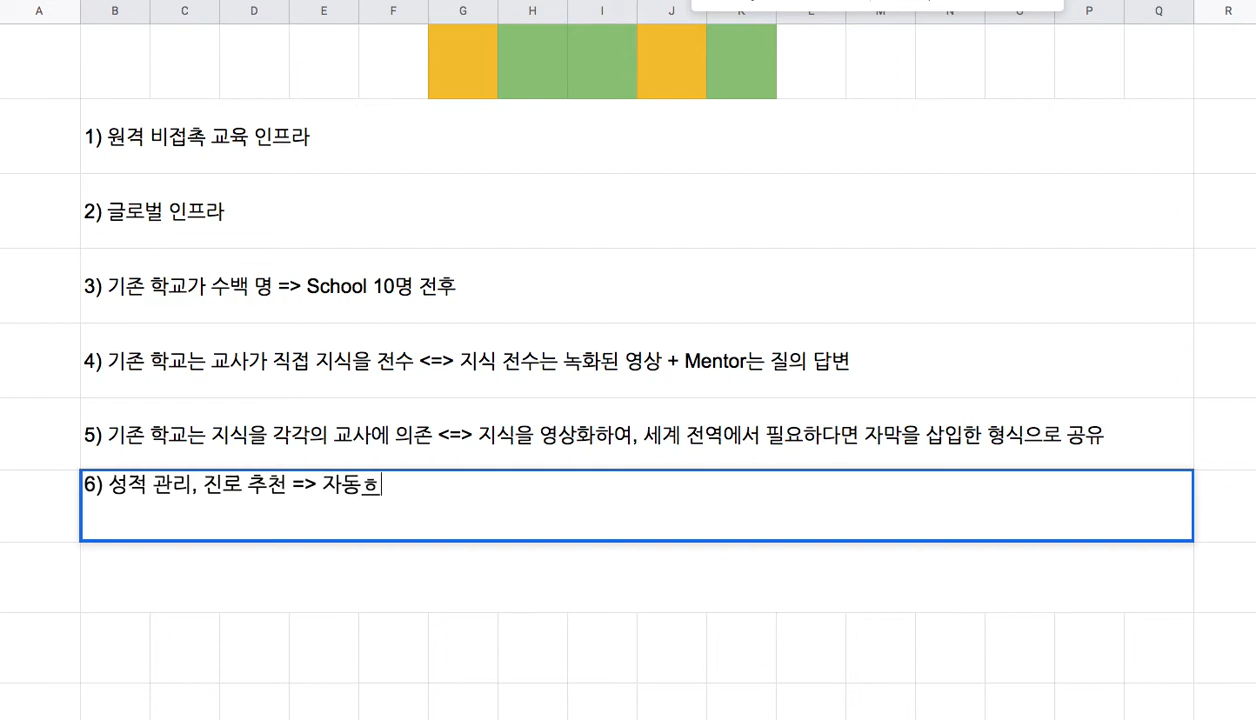 A B C D E F G H I J K L M N O P Q R
1) 원격 비접촉 교육 인프라
2) 글로벌 인프라
3) 기존 학교가 수백 명 => School 10명 전후
4) 기존 학교는 교사가 직접 지식을 전수 <=> 지식 전수는 녹화된 영상 + Mentor는 질의 답변
5) 기존 학교는 지식을 각각의 교사에 의존 <=> 지식을 영상화하여, 세계 전역에서 필요하다면 자막을 삽입한 형식으로 공유
6) 성적 관리, 진로 추천 => 자동ㅎ